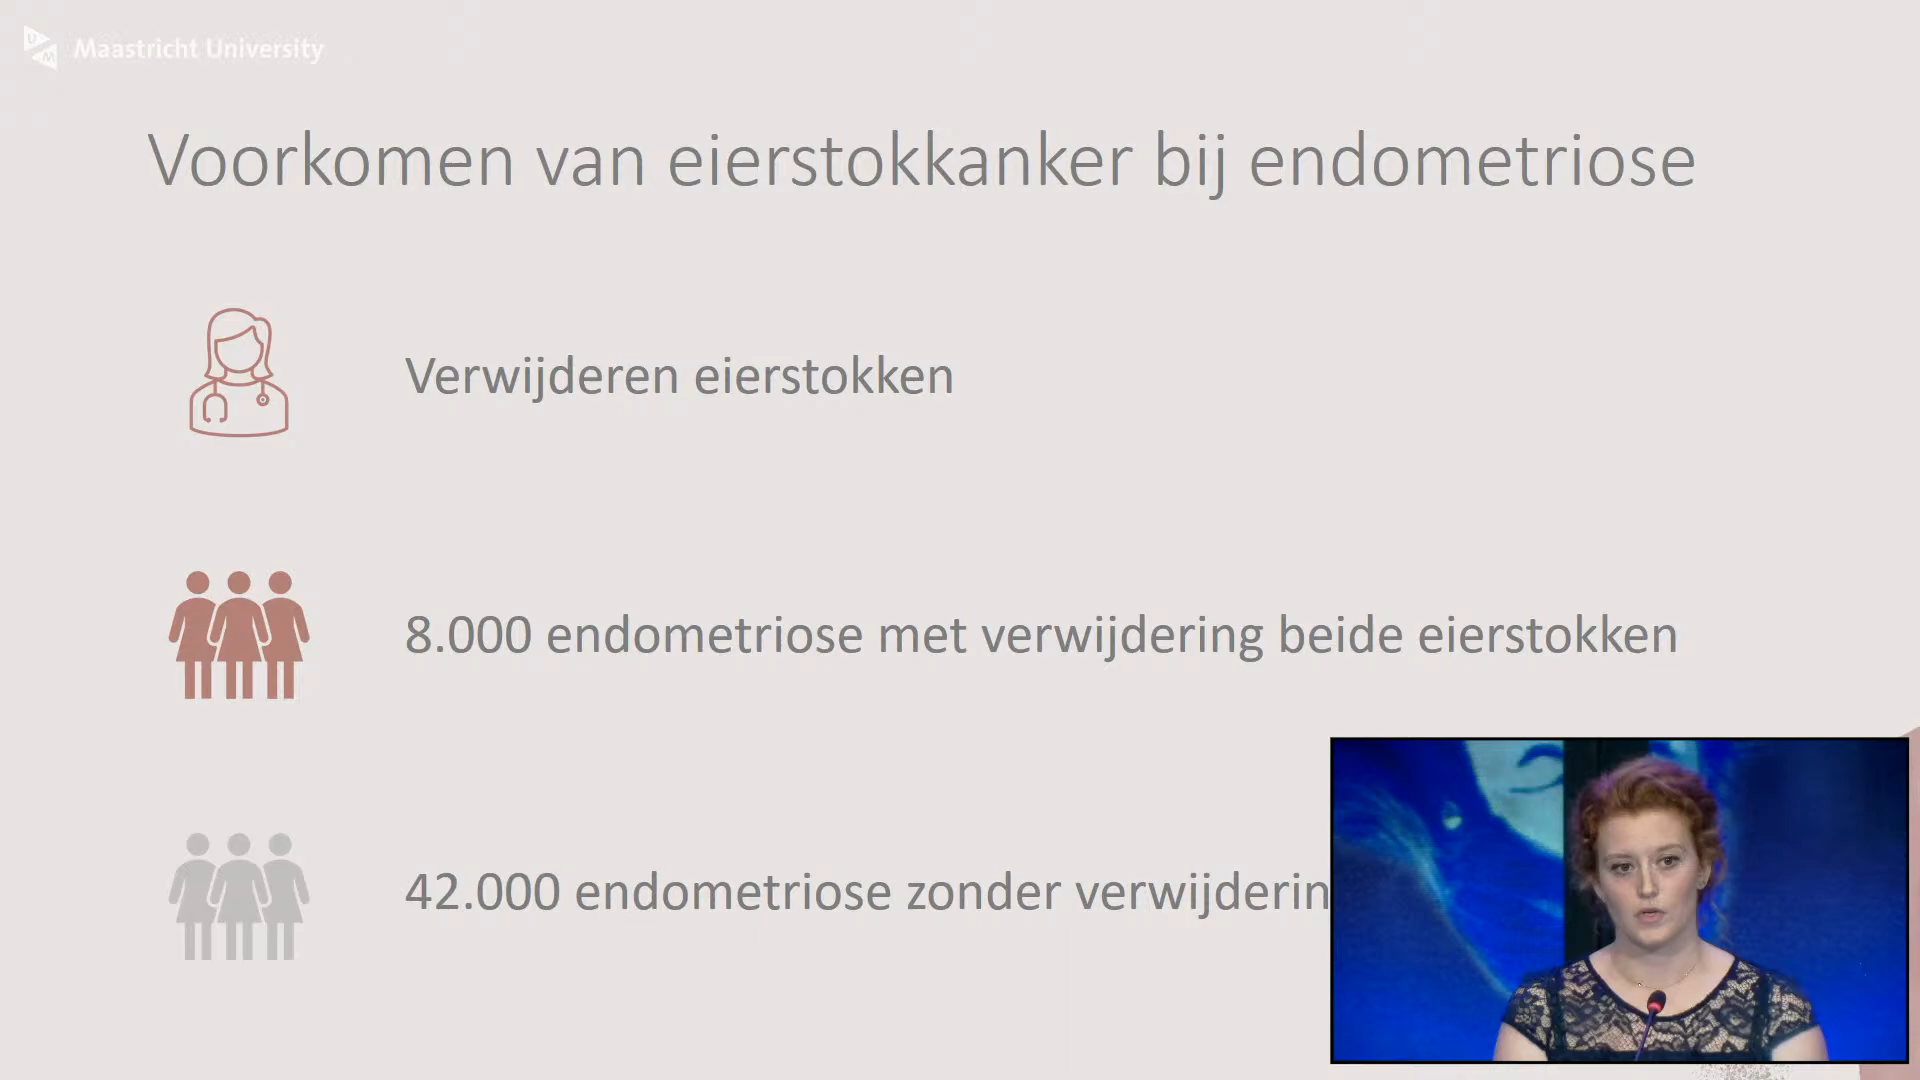 Maastricht University
Voorkomen van eierstokkanker bij endometriose
Verwijderen eierstokken
8.000 endometriose met verwijdering beide eierstokken
42.000 endometriose zonder